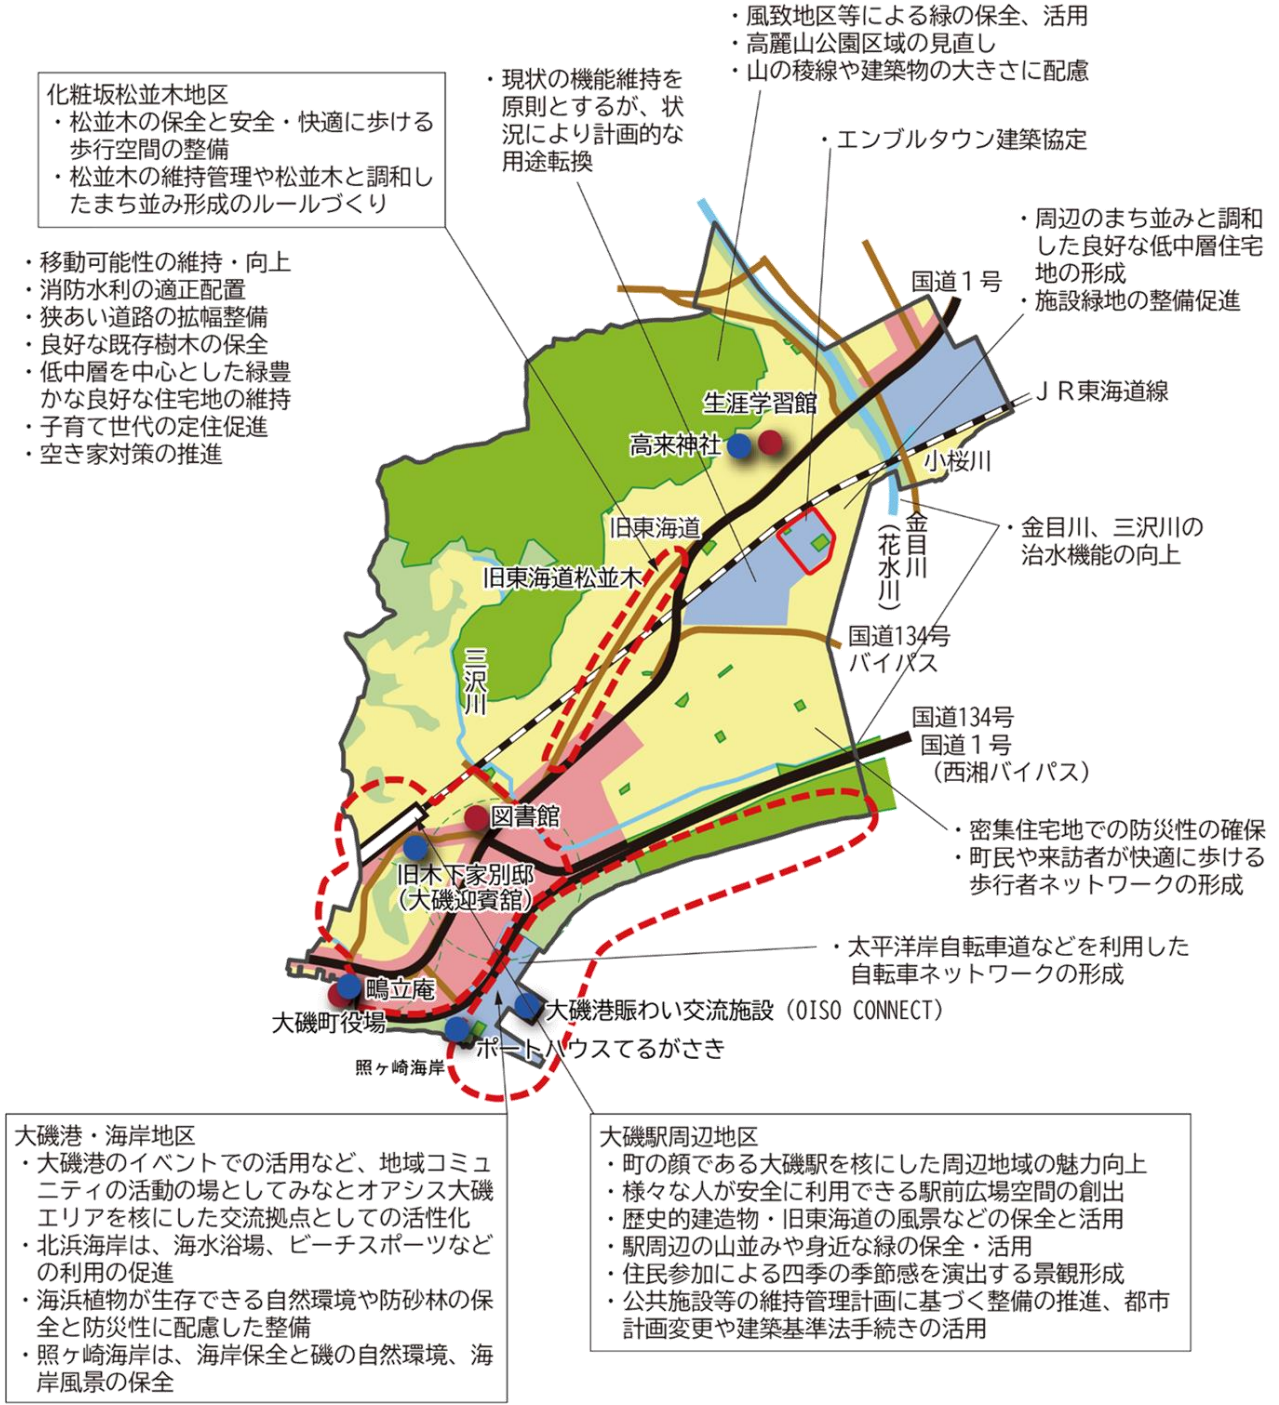 ・風致地区等による緑の保全、活用
・高麗山公園区域の見直し
・山の稜線や建築物の大きさに配慮
・現状の機能維持を
原則とするが、状
況により計画的な
用途転換
・エンブルタウン建築協定
化粧坂松並木地区
・松並木の保全と安全・快適に歩ける
歩行空間の整備
・松並木の維持管理や松並木と調和し
たまち並み形成のルールづくり
・周辺のまち並みと調和
した良好な低中層住宅
地の形成
・施設緑地の整備促進
・移動可能性の維持・向上
・消防水利の適正配置
・狭あい道路の拡幅整備
・良好な既存樹木の保全
・低中層を中心とした緑豊
かな良好な住宅地の維持
・子育て世代の定住促進
・空き家対策の推進
国道１号
ＪＲ東海道線
生涯学習館
高来神社
小桜川
旧東海道
旧東海道松並木
金目川
（花水川）
・金目川、三沢川の
治水機能の向上
国道134号
バイパス
三沢川
国道134号
国道１号
（西湘バイパス）
図書館
・密集住宅地での防災性の確保
・町民や来訪者が快適に歩ける
歩行者ネットワークの形成
旧木下家別邸
（大磯迎賓舘）
・太平洋岸自転車道などを利用した
自転車ネットワークの形成
鴫立庵
大磯町役場
大磯港賑わい交流施設（OISO CONNECT）
ポートハウスてるがさき
照ヶ崎海岸
大磯港・海岸地区
・大磯港のイベントでの活用など、地域コミュ
ニティの活動の場としてみなとオアシス大磯
エリアを核にした交流拠点としての活性化
・北浜海岸は、海水浴場、ビーチスポーツなど
の利用の促進
・海浜植物が生存できる自然環境や防砂林の保
全と防災性に配慮した整備
・照ヶ崎海岸は、海岸保全と磯の自然環境、海
岸風景の保全
大磯駅周辺地区
・町の顔である大磯駅を核にした周辺地域の魅力向上
・様々な人が安全に利用できる駅前広場空間の創出
・歴史的建造物・旧東海道の風景などの保全と活用
・駅周辺の山並みや身近な緑の保全・活用
・住民参加による四季の季節感を演出する景観形成
・公共施設等の維持管理計画に基づく整備の推進、都市
計画変更や建築基準法手続きの活用